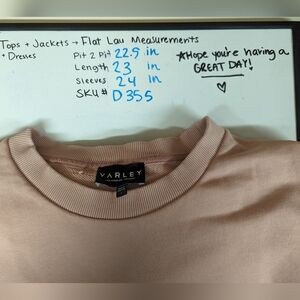 Tops + Jackets → Flat Lay Measurements
+ Dresses
Pit 2 Pit 22.5 in
Length 23 in
Sleeves 24 in
SKU # D355
*Hope you're having a
GREAT DAY!
♡
VARLEY